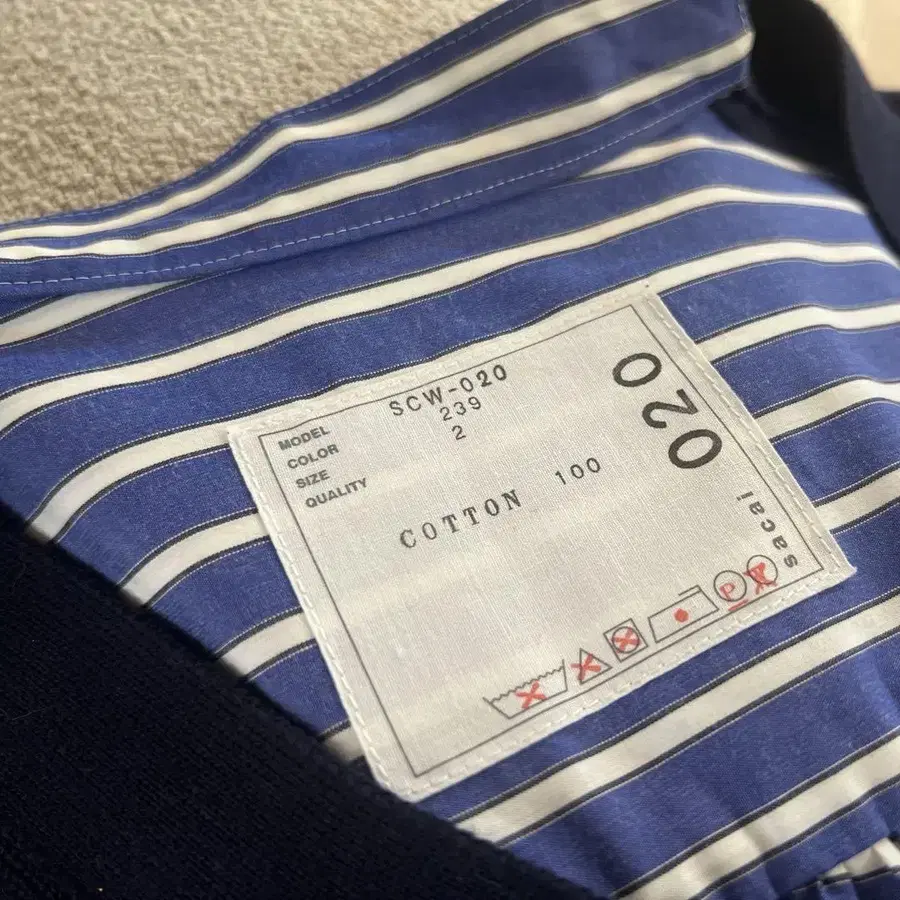 MODEL SCW-020
COLOR 239
SIZE 2
QUALITY
COTTON 100
020
sacai
P
W